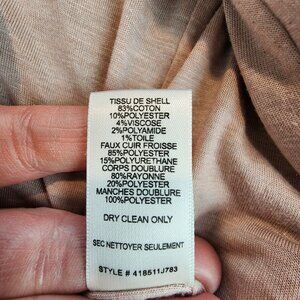 TISSU DE SHELL
83%COTON
10%POLYESTER
4%VISCOSE
2%POLYAMIDE
1%TOILE
FAUX CUIR FROISSE
85%POLYESTER
15%POLYURETHANE
CORPS DOUBLURE
80%RAYONNE
20%POLYESTER
MANCHES DOUBLURE
100%POLYESTER
DRY CLEAN ONLY
SEC NETTOYER SEULEMENT
STYLE # 418511J783